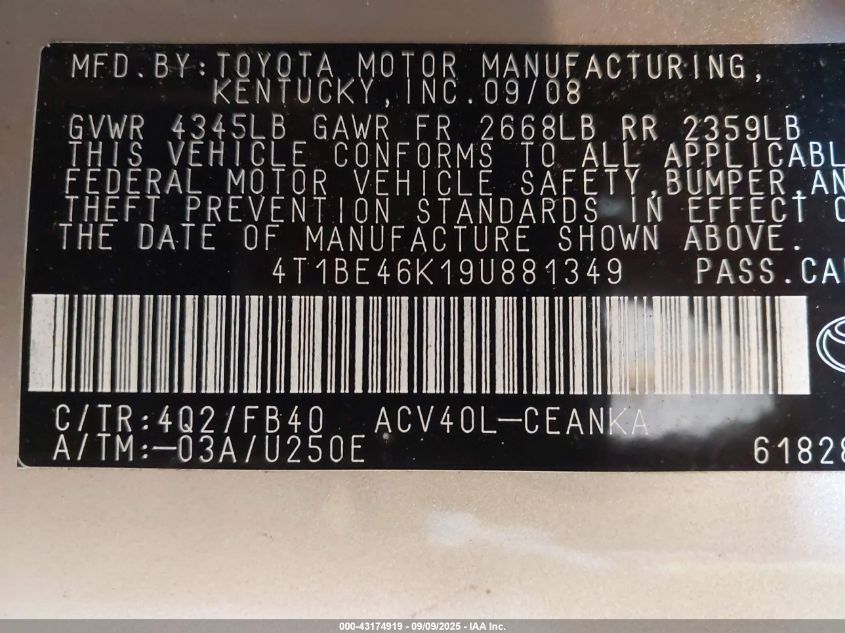 MFD.BY:TOYOTA MOTOR MANUFACTURING,
KENTUCKY,INC.09/08
GVWR 4345LB GAWR FR 2668LB RR 2359LB
THIS VEHICLE CONFORMS TO ALL APPLICABL
FEDERAL MOTOR VEHICLE SAFETY,BUMPER,AN
THEFT PREVENTION STANDARDS IN EFFECT O
THE DATE OF MANUFACTURE SHOWN ABOVE.
4T1BE46K19U881349 PASS.CA
C/TR:4Q2/FB40 ACV40L-CEANKA
A/TM:-03A/U250E 6182
000-43174919 - 09/09/2025 - IAA Inc.